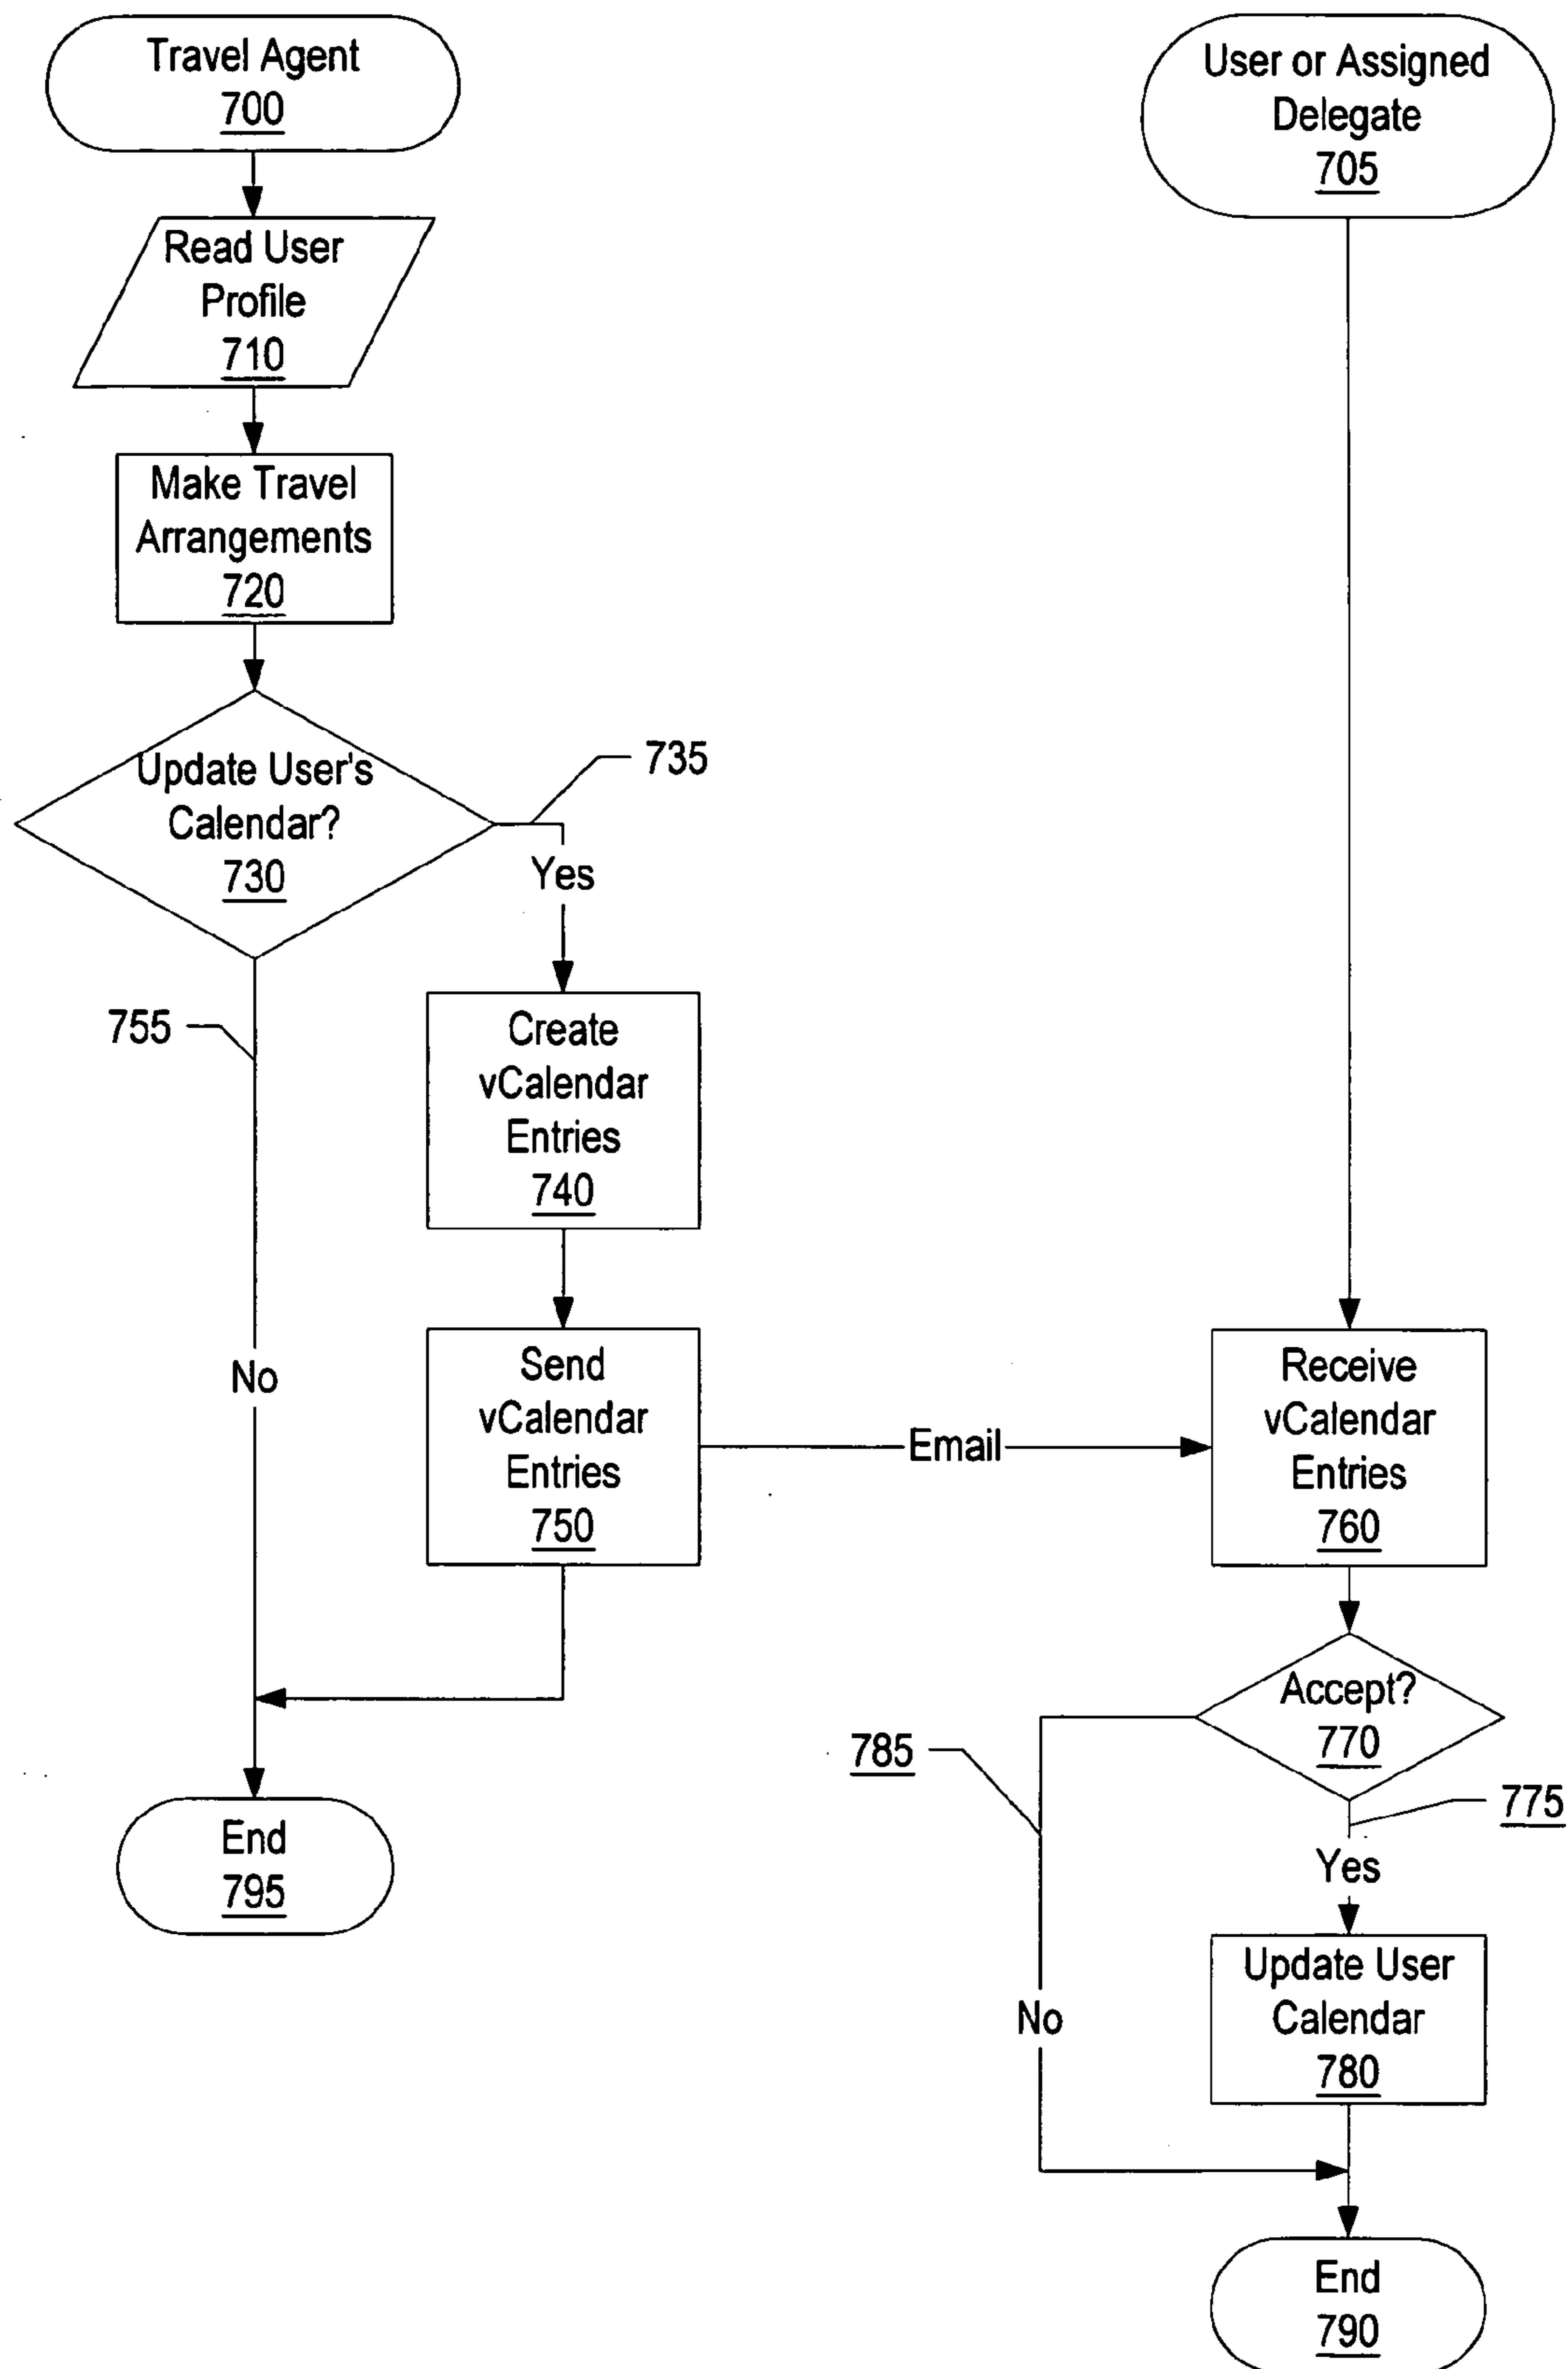 Travel Agent
700
Read User
Profile
710
Make Travel
Arrangements
720
Update User's
Calendar?
730
735
Yes
755
Create
vCalendar
Entries
740
No
Send
vCalendar
Entries
750
Email
End
795
User or Assigned
Delegate
705
Receive
vCalendar
Entries
760
Accept?
770
785
775
Yes
No
Update User
Calendar
780
End
790